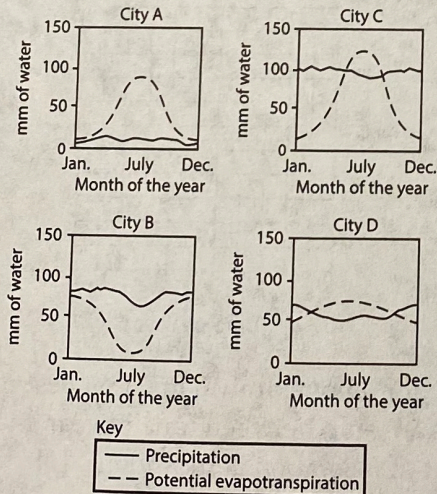 City A
150
100
50
0
mm of water
Jan. July Dec.
Month of the year
City C
150
100
50
0
mm of water
Jan. July Dec.
Month of the year
City B
150
100
50
0
mm of water
Jan. July Dec.
Month of the year
City D
150
100
50
0
mm of water
Jan. July Dec.
Month of the year
Key
Precipitation
Potential evapotranspiration